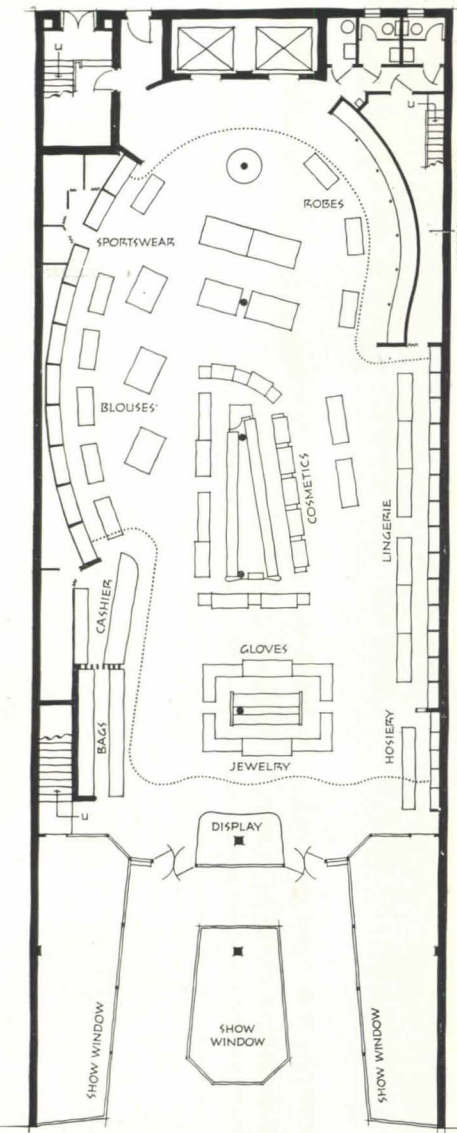 U
U
ROBES
SPORTSWEAR
BLOUSES
COSMETICS
LINGERIE
CASHIER
GLOVES
BAGS
HOSIERY
JEWELRY
U
DISPLAY
SHOW WINDOW
SHOW
WINDOW
SHOW WINDOW